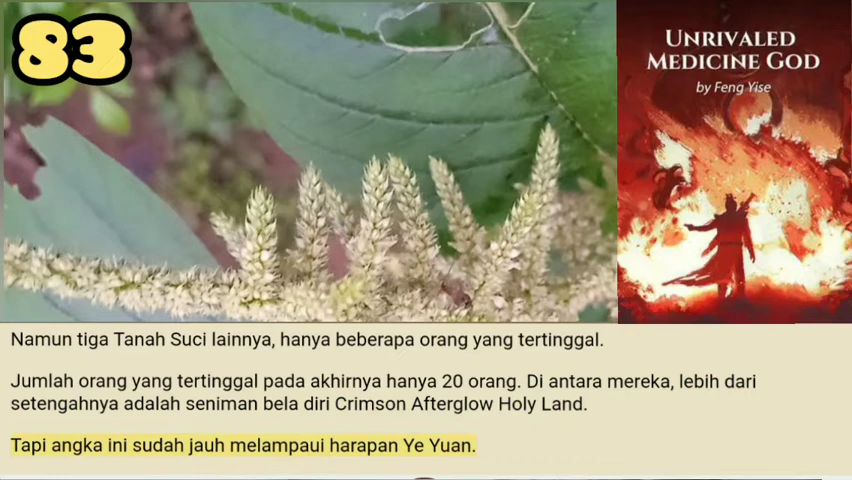 83
UNRIVALED
MEDICINE GOD
by Feng Yise
Namun tiga Tanah Suci lainnya, hanya beberapa orang yang tertinggal.
Jumlah orang yang tertinggal pada akhirnya hanya 20 orang. Di antara mereka, lebih dari
setengahnya adalah seniman bela diri Crimson Afterglow Holy Land.
Tapi angka ini sudah jauh melampaui harapan Ye Yuan.